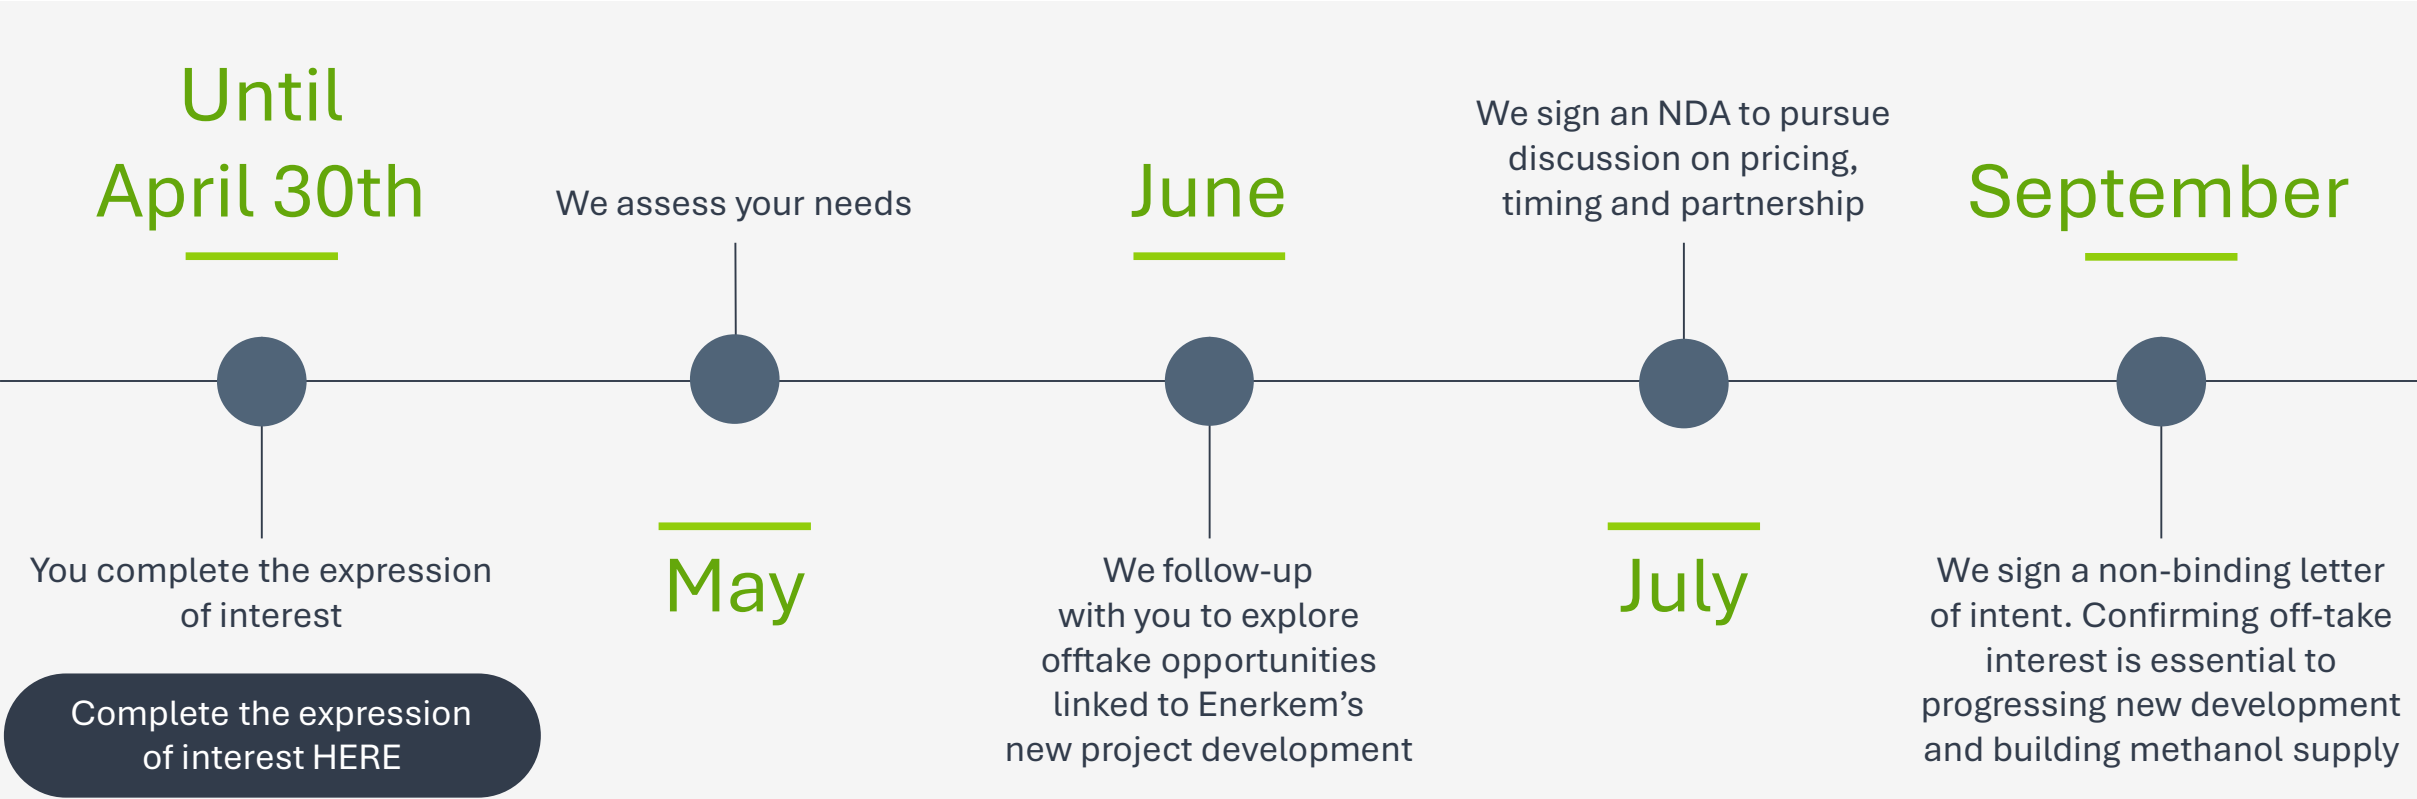 Until
April 30th
You complete the expression
of interest
Complete the expression
of interest HERE
We assess your needs
May
June
We follow-up
with you to explore
offtake opportunities
linked to Enerkem’s
new project development
We sign an NDA to pursue
discussion on pricing,
timing and partnership
July
September
We sign a non-binding letter
of intent. Confirming off-take
interest is essential to
progressing new development
and building methanol supply